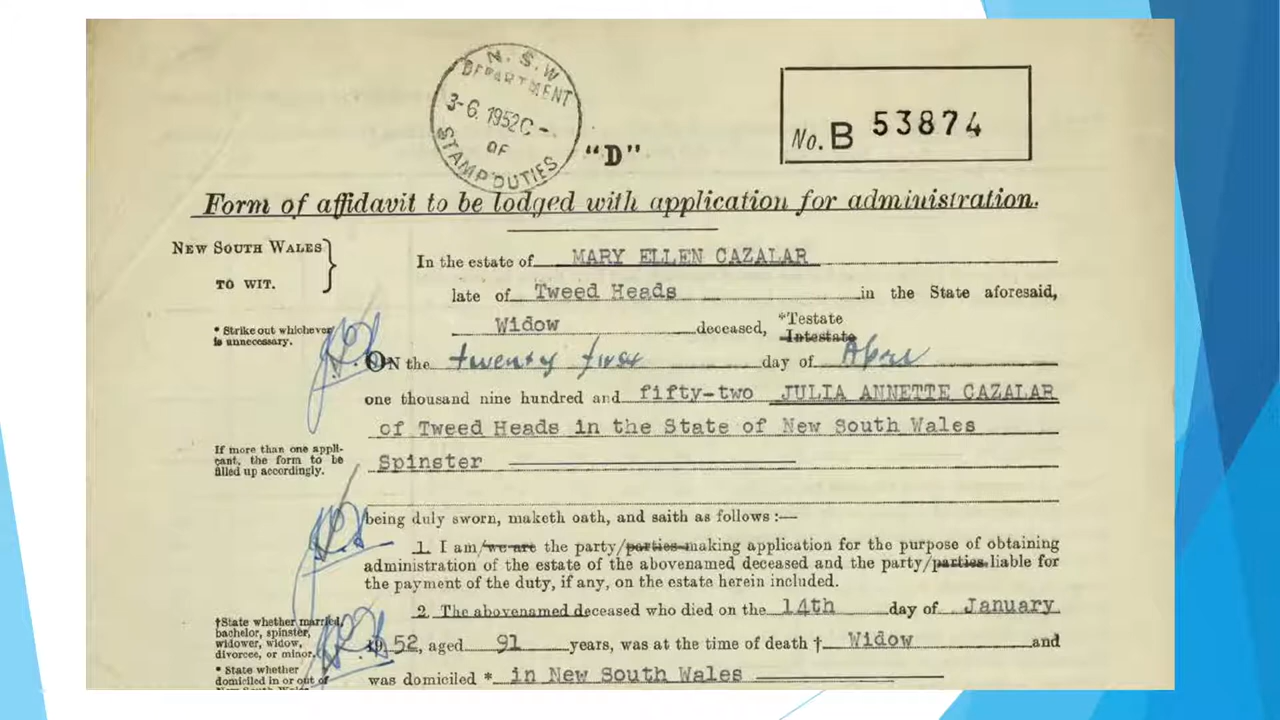 N. S. W
DEPARTMENT
3-6. 1952
OF
STAMP DUTIES
"D"
No. B 53874
Form of affidavit to be lodged with application for administration.
NEW SOUTH WALES
TO WIT.
In the estate of MARY ELLEN CAZALAR
late of Tweed Heads in the State aforesaid,
Widow deceased, *Testate
Intestate
* Strike out whichever
is unnecessary.
ON the twenty first day of April
one thousand nine hundred and fifty-two JULIA ANNETTE CAZALAR
of Tweed Heads in the State of New South Wales
If more than one appli-
cant, the form to be
filled up accordingly.
Spinster
being duly sworn, maketh oath, and saith as follows :—
1. I am/we are the party/parties making application for the purpose of obtaining
administration of the estate of the abovenamed deceased and the party/parties liable for
the payment of the duty, if any, on the estate herein included.
2. The abovenamed deceased who died on the 14th day of January
†State whether married,
bachelor, spinster,
widower, widow,
divorcee, or minor.
1952, aged 91 years, was at the time of death † Widow and
* State whether
domiciled in or out of
New South Wales
was domiciled * in New South Wales